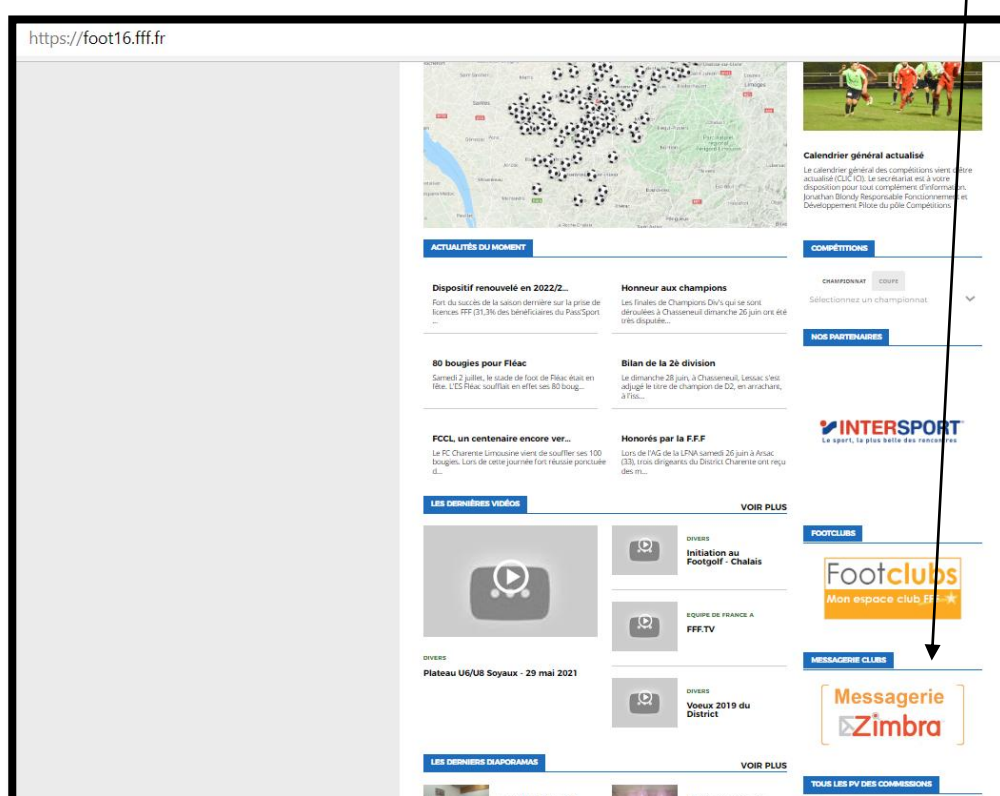 https://foot16.fff.fr
Limoges
Saintes
ACTUALITÉS DU MOMENT
Dispositif renouvelé en 2022/2...
Fort du succès de la saison dernière sur la prise de
licences FFF (31,3% des bénéficiaires du Pass'Sport
...
Honneur aux champions
Les finales de Champions Div's qui se sont
déroulées à Chasseneuil dimanche 26 juin ont été
très disputée...
80 bougies pour Fléac
Samedi 2 juillet, le stade de foot de Fléac était en
fête. L'ES Fléac soufflait en effet ses 80 boug...
Bilan de la 2è division
Le dimanche 28 juin, à Chasseneuil, Lessac s'est
adjugé le titre de champion de D2, en arrachant,
à l'iss...
FCCL, un centenaire encore ver...
Le FC Charente Limousine vient de souffler ses 100
bougies. Lors de cette journée fort réussie ponctuée
d...
Honorés par la F.F.F
Lors de l'AG de la LFNA samedi 26 juin à Arsac
(33), trois dirigeants du District Charente ont reçu
des m...
LES DERNIÈRES VIDÉOS
VOIR PLUS
DIVERS
Plateau U6/U8 Soyaux - 29 mai 2021
DIVERS
Initiation au
Footgolf - Chalais
EQUIPE DE FRANCE A
FFF.TV
DIVERS
Voeux 2019 du
District
LES DERNIERS DIAPORAMAS
VOIR PLUS
Calendrier général actualisé
Le calendrier général des compétitions vient d'être
actualisé (CLIC ICI). Le secrétariat est à votre
disposition pour tout complément d'information.
Jonathan Blondy Responsable Fonctionnement et
Développement Pilote du pôle Compétitions
COMPÉTITIONS
CHAMPIONNAT COUPE
Sélectionnez un championnat
NOS PARTENAIRES
INTERSPORT
Le sport, la plus belle des rencontres
FOOTCLUBS
Footclubs
Mon espace club FFF
MESSAGERIE CLUBS
Messagerie
Zimbra
TOUS LES PV DES COMMISSIONS